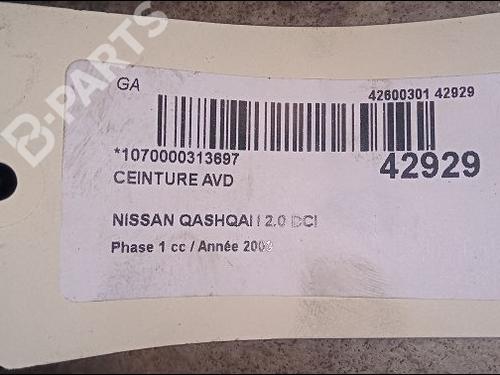 B-PARTS
GA
42600301 42929
*1070000313697
42929
CEINTURE AVD
NISSAN QASHQAI I 2.0 DCI
Phase 1 cc / Année